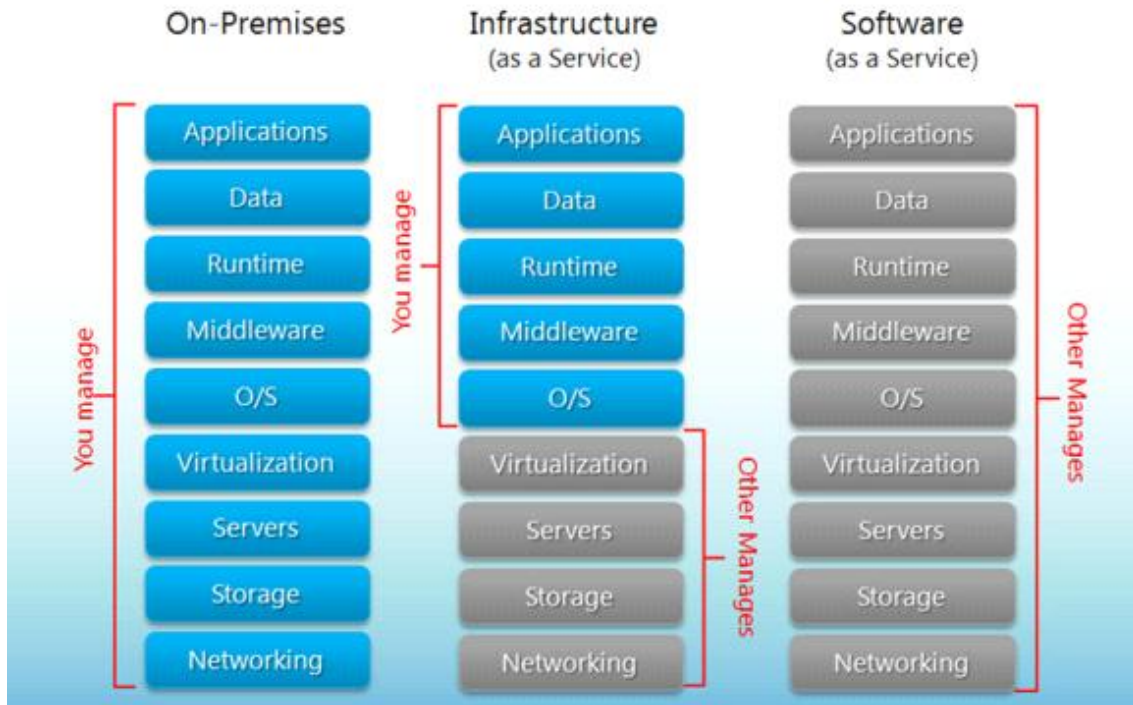 On-Premises
Infrastructure
(as a Service)
Software
(as a Service)
You manage
Applications
Data
Runtime
Middleware
O/S
Virtualization
Servers
Storage
Networking
You manage
Applications
Data
Runtime
Middleware
O/S
Virtualization
Servers
Storage
Networking
Other Manages
Applications
Data
Runtime
Middleware
O/S
Virtualization
Servers
Storage
Networking
Other Manages